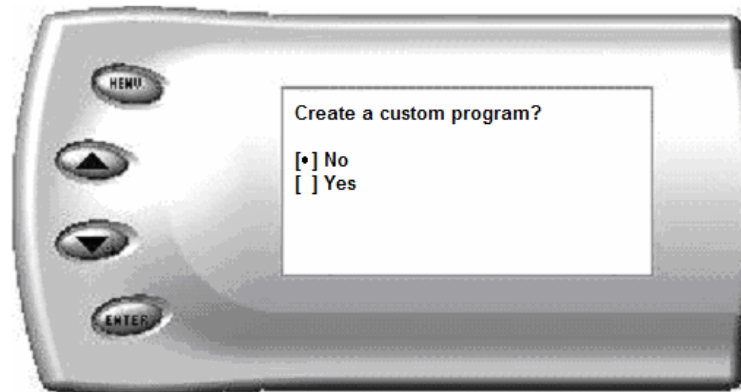 MENU
Create a custom program?
[•] No
[ ] Yes
ENTER